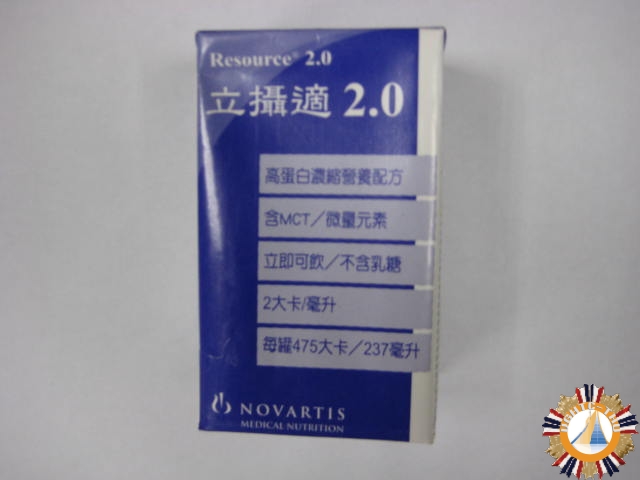 Resource® 2.0
立攝適 2.0
高蛋白濃縮營養配方
含MCT／微量元素
立即可飲／不含乳糖
2大卡/毫升
每罐475大卡／237毫升
NOVARTIS
MEDICAL NUTRITION